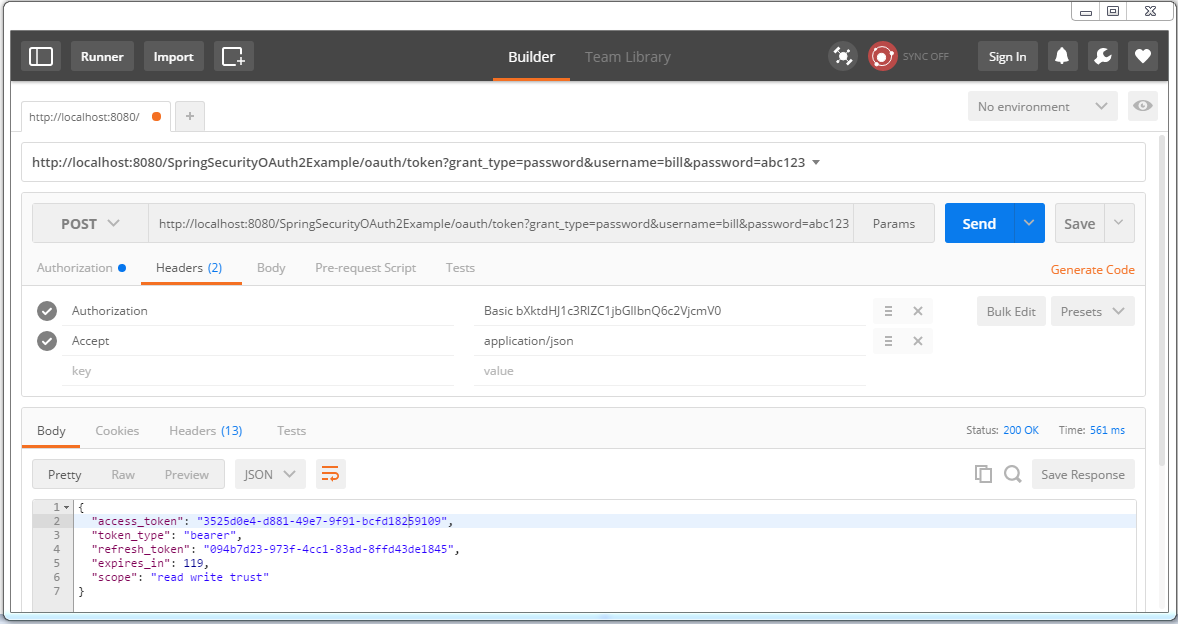 Runner Import Builder Team Library SYNC OFF Sign In
http://localhost:8080/ + No environment
http://localhost:8080/SpringSecurityOAuth2Example/oauth/token?grant_type=password&username=bill&password=abc123
POST http://localhost:8080/SpringSecurityOAuth2Example/oauth/token?grant_type=password&username=bill&password=abc123 Params Send Save
Authorization Headers (2) Body Pre-request Script Tests Generate Code
Authorization Basic bXktdHJ1c3RlZC1jbGllbnQ6c2VjcmV0 Bulk Edit Presets
Accept application/json
key value
Body Cookies Headers (13) Tests Status: 200 OK Time: 561 ms
Pretty Raw Preview JSON Save Response
1 {
2 "access_token": "3525d0e4-d881-49e7-9f91-bcfd18259109",
3 "token_type": "bearer",
4 "refresh_token": "094b7d23-973f-4cc1-83ad-8ffd43de1845",
5 "expires_in": 119,
6 "scope": "read write trust"
7 }